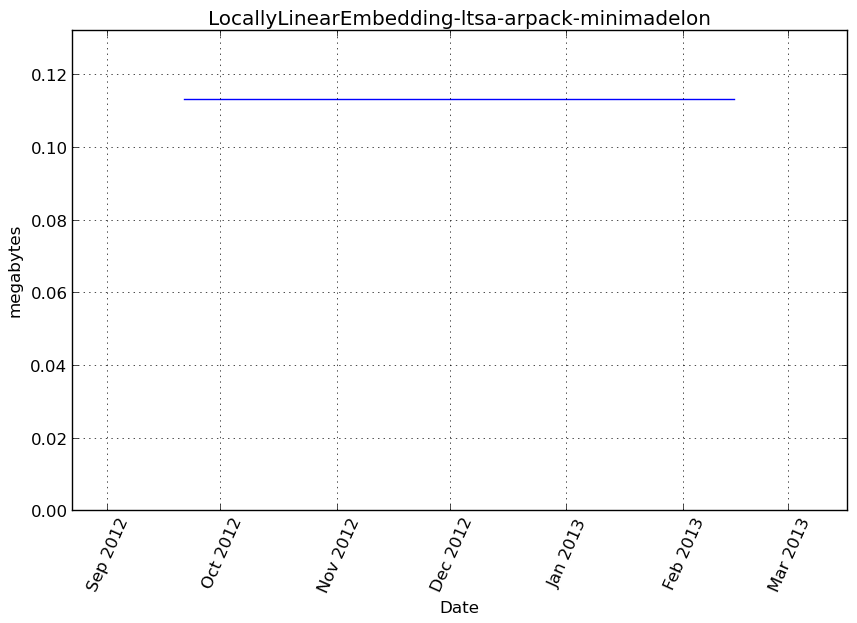 LocallyLinearEmbedding-ltsa-arpack-minimadelon
0.12
0.10
0.08
0.06
0.04
0.02
0.00
megabytes
Sep 2012
Oct 2012
Nov 2012
Dec 2012
Jan 2013
Feb 2013
Mar 2013
Date